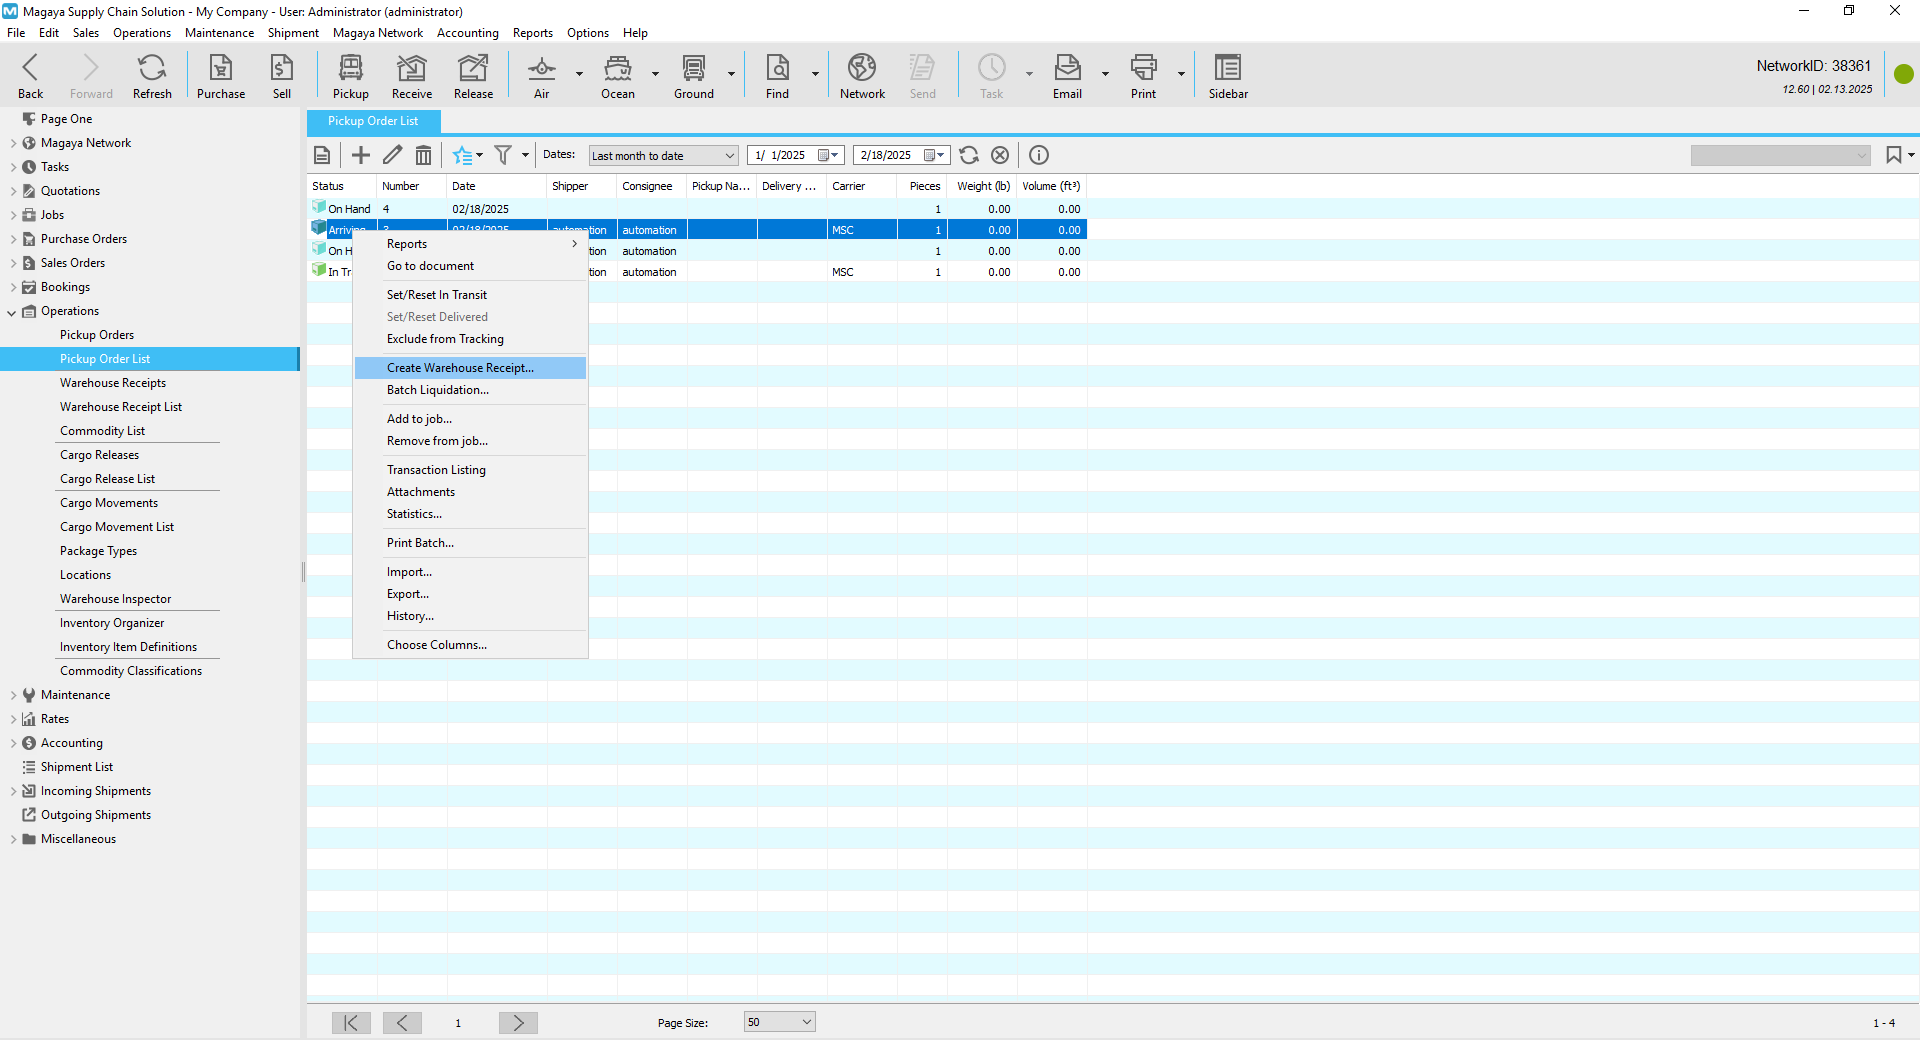 Magaya Supply Chain Solution - My Company - User: Administrator (administrator)
File Edit Sales Operations Maintenance Shipment Magaya Network Accounting Reports Options Help
Back Forward Refresh Purchase Sell Pickup Receive Release Air Ocean Ground Find Network Send Task Email Print Sidebar
NetworkID: 38361
12.60 | 02.13.2025
Page One
Magaya Network
Tasks
Quotations
Jobs
Purchase Orders
Sales Orders
Bookings
Operations
Pickup Orders
Pickup Order List
Warehouse Receipts
Warehouse Receipt List
Commodity List
Cargo Releases
Cargo Release List
Cargo Movements
Cargo Movement List
Package Types
Locations
Warehouse Inspector
Inventory Organizer
Inventory Item Definitions
Commodity Classifications
Maintenance
Rates
Accounting
Shipment List
Incoming Shipments
Outgoing Shipments
Miscellaneous
Pickup Order List
Dates: Last month to date 1/ 1/2025 2/18/2025
Status Number Date Shipper Consignee Pickup Na... Delivery ... Carrier Pieces Weight (lb) Volume (ft³)
On Hand 4 02/18/2025 1 0.00 0.00
Arriving 3 02/18/2025 automation automation MSC 1 0.00 0.00
On H tion automation 1 0.00 0.00
In Tr tion automation MSC 1 0.00 0.00
Reports
Go to document
Set/Reset In Transit
Set/Reset Delivered
Exclude from Tracking
Create Warehouse Receipt...
Batch Liquidation...
Add to job...
Remove from job...
Transaction Listing
Attachments
Statistics...
Print Batch...
Import...
Export...
History...
Choose Columns...
1 Page Size: 50 1 - 4